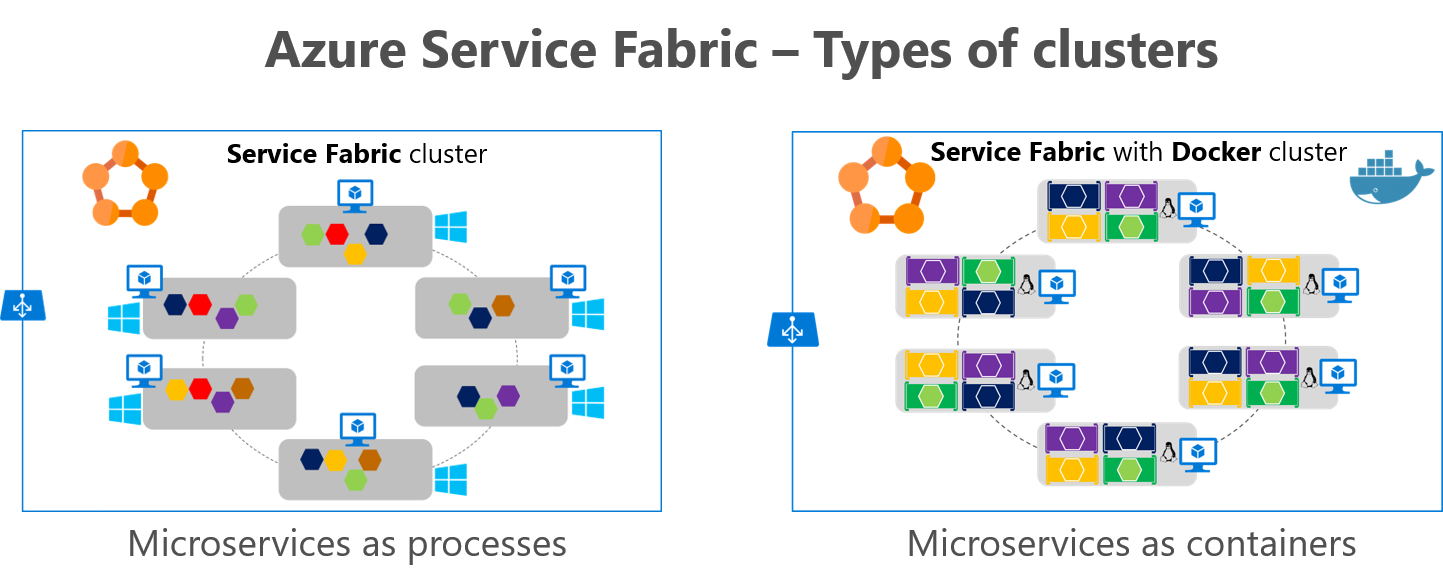 Azure Service Fabric – Types of clusters
Service Fabric cluster
Service Fabric with Docker cluster
Microservices as processes
Microservices as containers